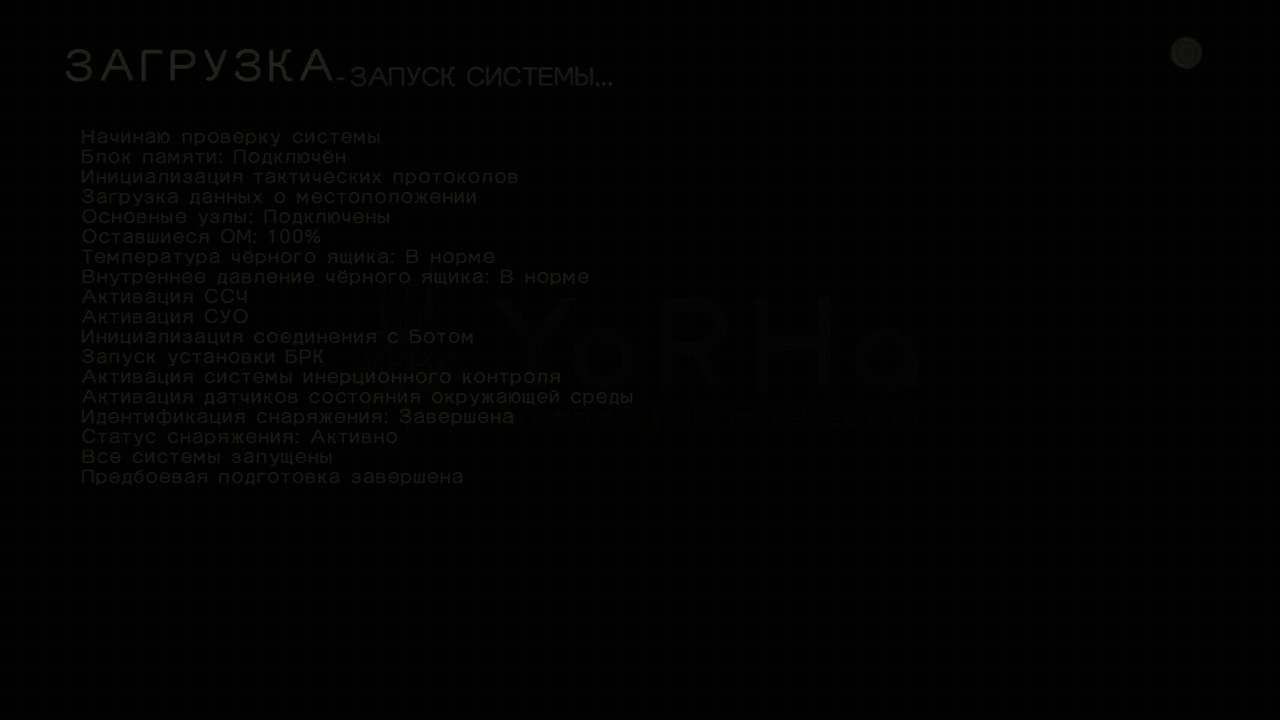 ЗАГРУЗКА - ЗАПУСК СИСТЕМЫ...
Начинаю проверку системы
Блок памяти: Подключён
Инициализация тактических протоколов
Загрузка данных о местоположении
Основные узлы: Подключены
Оставшиеся ОМ: 100%
Температура чёрного ящика: В норме
Внутреннее давление чёрного ящика: В норме
Активация ССЧ
Активация СУО
Инициализация соединения с Ботом
Запуск установки БРК
Активация системы инерционного контроля
Активация датчиков состояния окружающей среды
Идентификация снаряжения: Завершена
Статус снаряжения: Активно
Все системы запущены
Предбоевая подготовка завершена
YoRHa